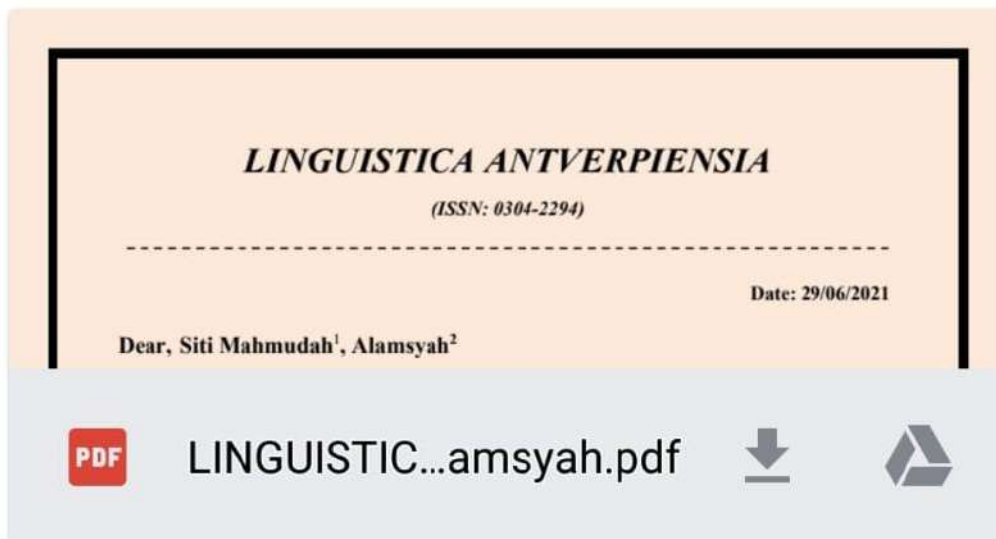 LINGUISTICA ANTVERPIENSIA
(ISSN: 0304-2294)
Date: 29/06/2021
Dear, Siti Mahmudah¹, Alamsyah²
PDF LINGUISTIC...amsyah.pdf